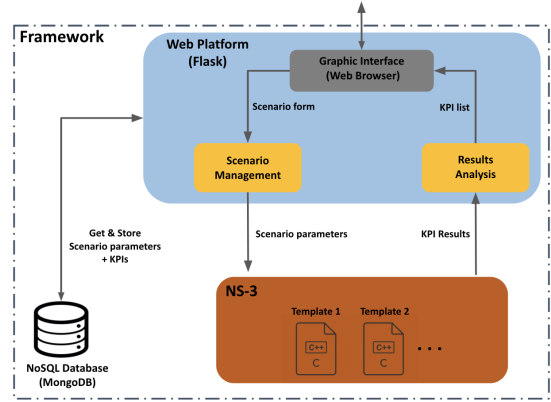 Framework
Web Platform
(Flask)
Graphic Interface
(Web Browser)
Scenario form
KPI list
Scenario
Management
Results
Analysis
Get & Store
Scenario parameters
+ KPIs
Scenario parameters
KPI Results
NS-3
Template 1
Template 2
C++
C
C++
C
...
NoSQL Database
(MongoDB)